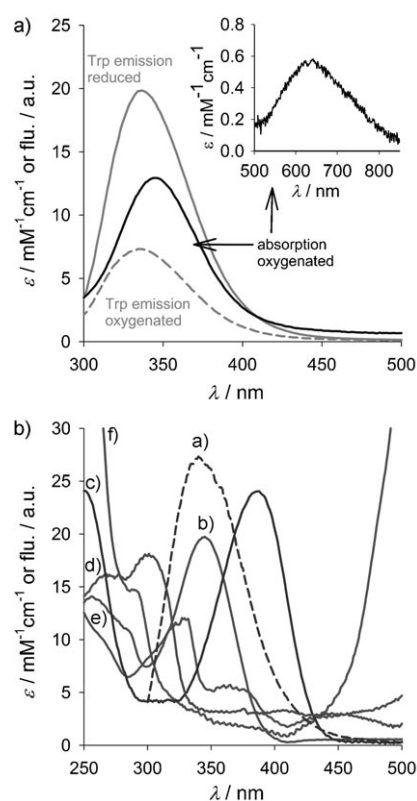 a)
Trp emission
reduced
absorption
oxygenated
Trp emission
oxygenated
ε / mM⁻¹cm⁻¹ or flu. / a.u.
25
20
15
10
5
0
300 350 400 450 500
λ / nm
ε / mM⁻¹cm⁻¹
0.8
0.6
0.4
0.2
0.0
500 600 700 800
λ / nm
b)
f)
a)
c)
b)
d)
e)
ε / mM⁻¹cm⁻¹ or flu. / a.u.
30
25
20
15
10
5
0
250 300 350 400 450 500
λ / nm